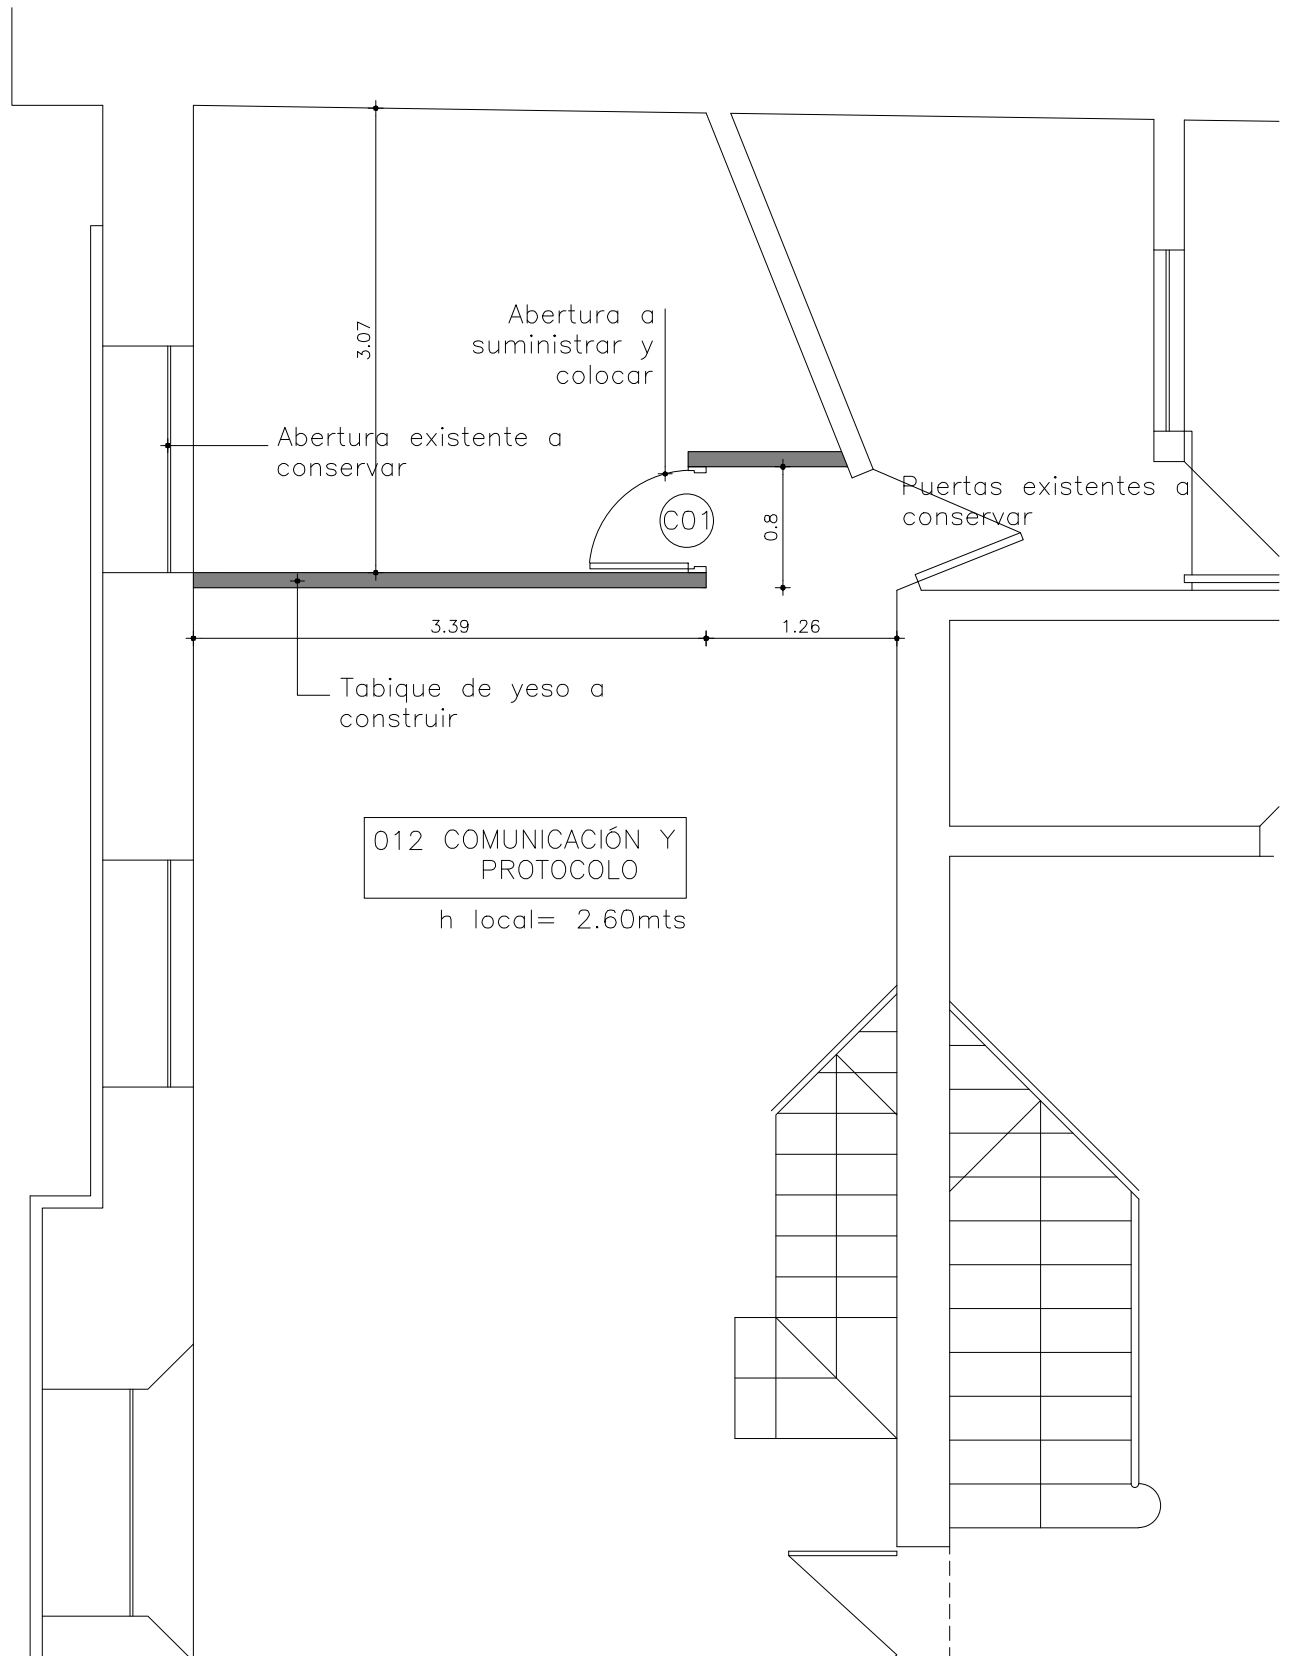 Abertura a
suministrar y
colocar
3.07
Abertura existente a
conservar
Puertas existentes a
conservar
C01
0.8
3.39
1.26
Tabique de yeso a
construir
012 COMUNICACIÓN Y
PROTOCOLO
h local= 2.60mts